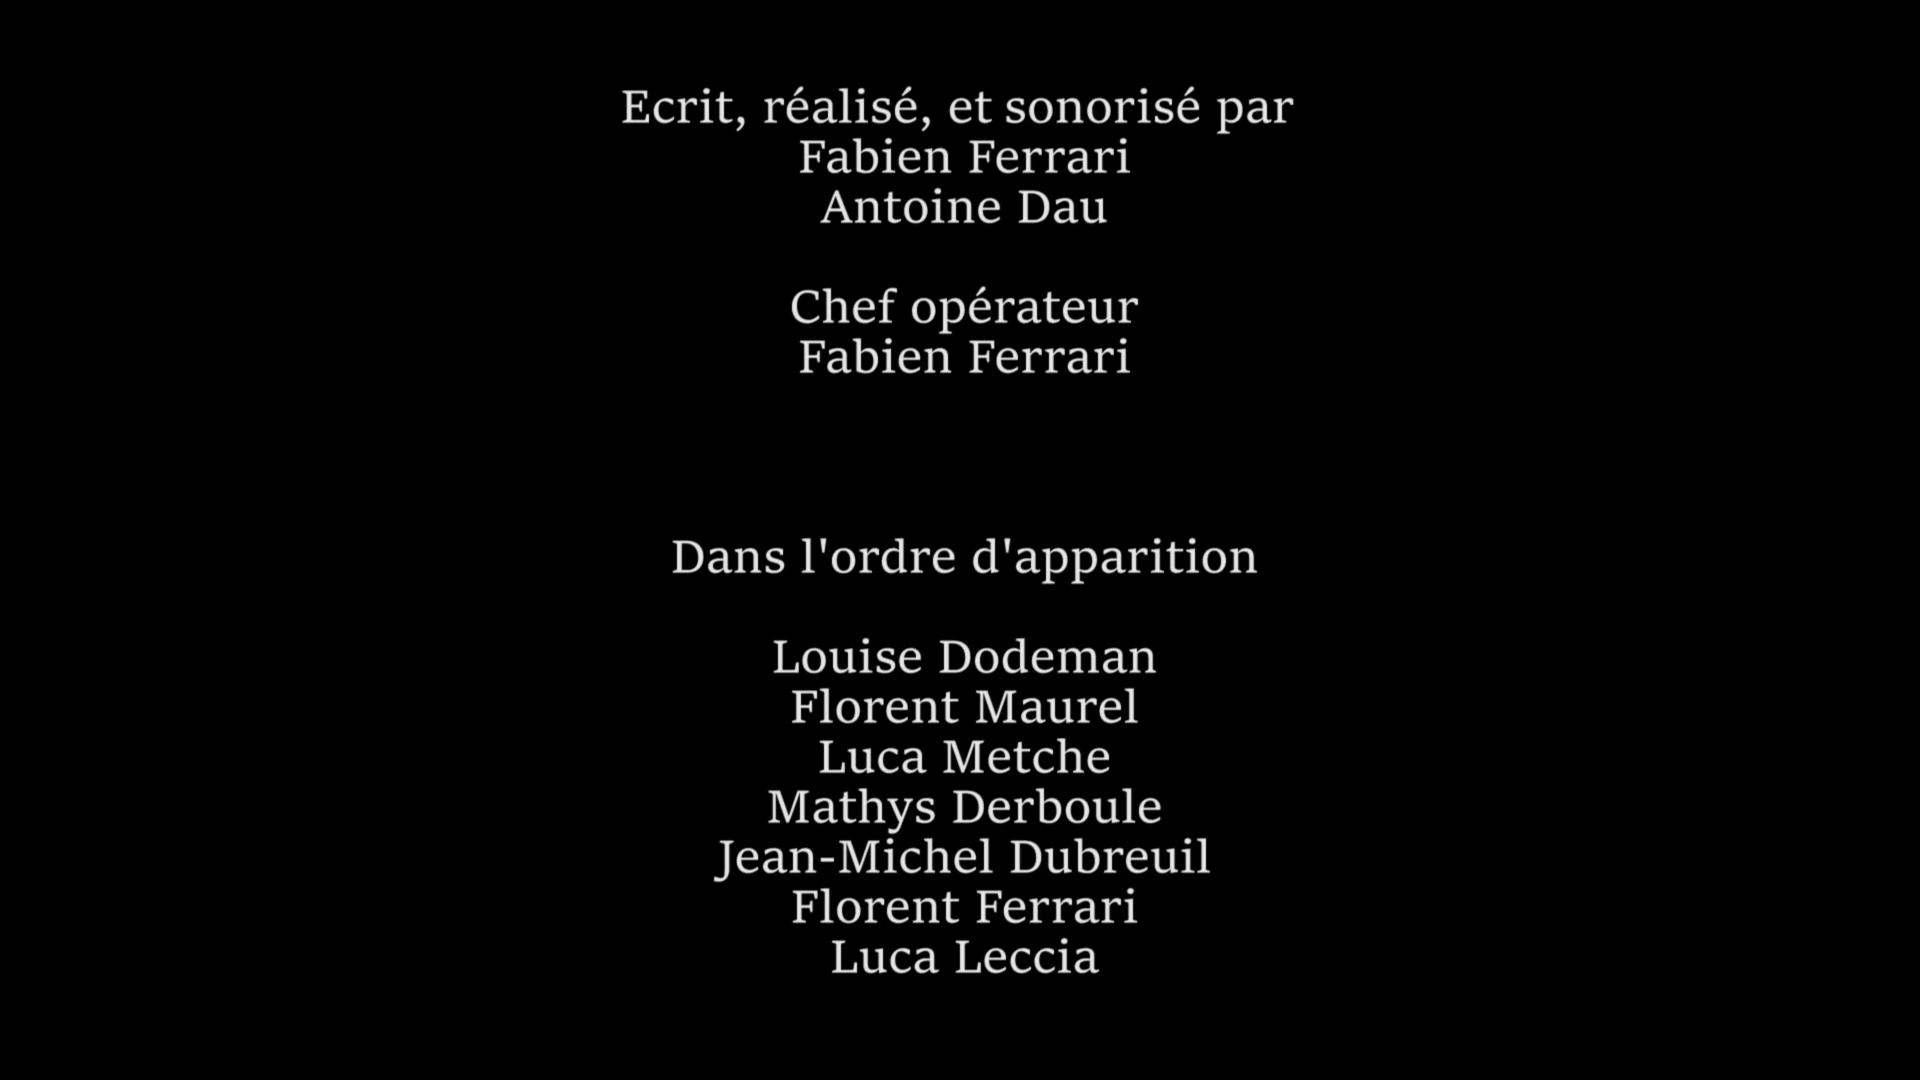 Ecrit, réalisé, et sonorisé par
Fabien Ferrari
Antoine Dau
Chef opérateur
Fabien Ferrari
Dans l'ordre d'apparition
Louise Dodeman
Florent Maurel
Luca Metche
Mathys Derboule
Jean-Michel Dubreuil
Florent Ferrari
Luca Leccia